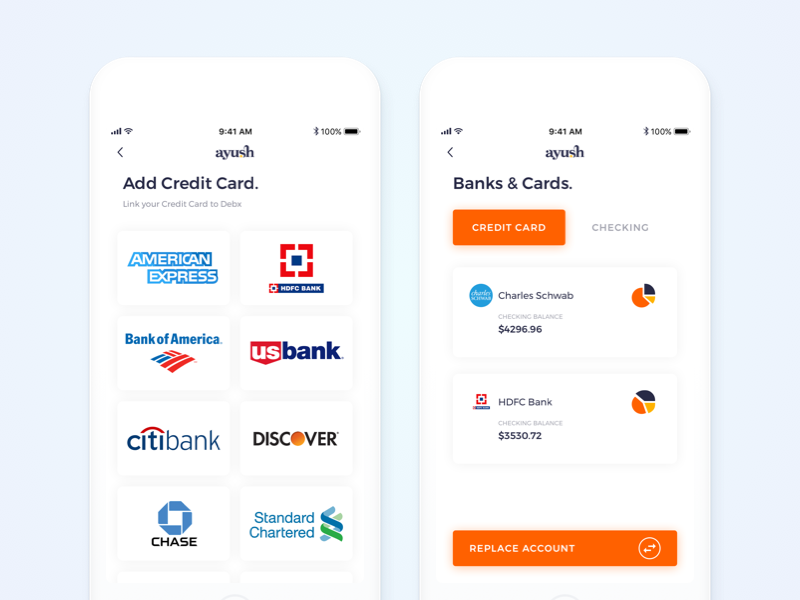 9:41 AM
100%
ayush
Add Credit Card.
Link your Credit Card to Debx
AMERICAN
EXPRESS
HDFC BANK
Bank of America
usbank
citibank
DISCOVER
CHASE
Standard
Chartered
9:41 AM
100%
ayush
Banks & Cards.
CREDIT CARD
CHECKING
charles
SCHWAB
Charles Schwab
CHECKING BALANCE
$4296.96
HDFC Bank
CHECKING BALANCE
$3530.72
REPLACE ACCOUNT